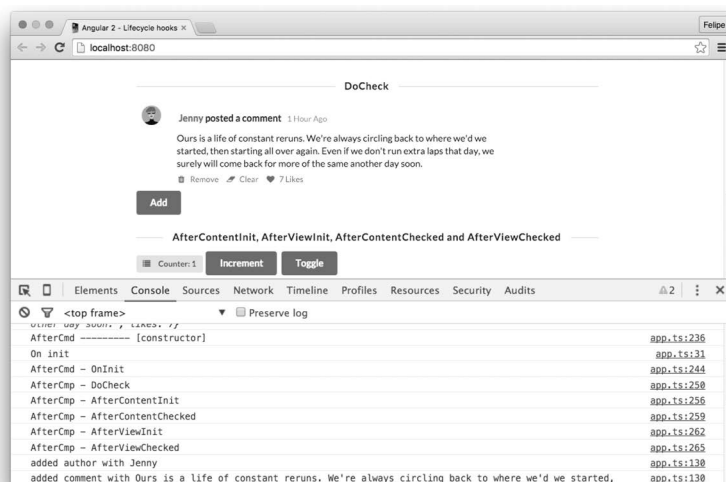 Angular 2 - Lifecycle hooks ×
Felipe
localhost:8080
DoCheck
Jenny posted a comment 1 Hour Ago
Ours is a life of constant reruns. We're always circling back to where we'd we
started, then starting all over again. Even if we don't run extra laps that day, we
surely will come back for more of the same another day soon.
Remove Clear 7 Likes
Add
AfterContentInit, AfterViewInit, AfterContentChecked and AfterViewChecked
Counter: 1 Increment Toggle
Elements Console Sources Network Timeline Profiles Resources Security Audits 2
<top frame> Preserve log
other day soon.", likes: 7}
AfterCmd --------- [constructor] app.ts:236
On init app.ts:31
AfterCmd - OnInit app.ts:244
AfterCmp - DoCheck app.ts:250
AfterCmp - AfterContentInit app.ts:256
AfterCmp - AfterContentChecked app.ts:259
AfterCmp - AfterViewInit app.ts:262
AfterCmp - AfterViewChecked app.ts:265
added author with Jenny app.ts:130
added comment with Ours is a life of constant reruns. We're always circling back to where we'd we started, app.ts:130